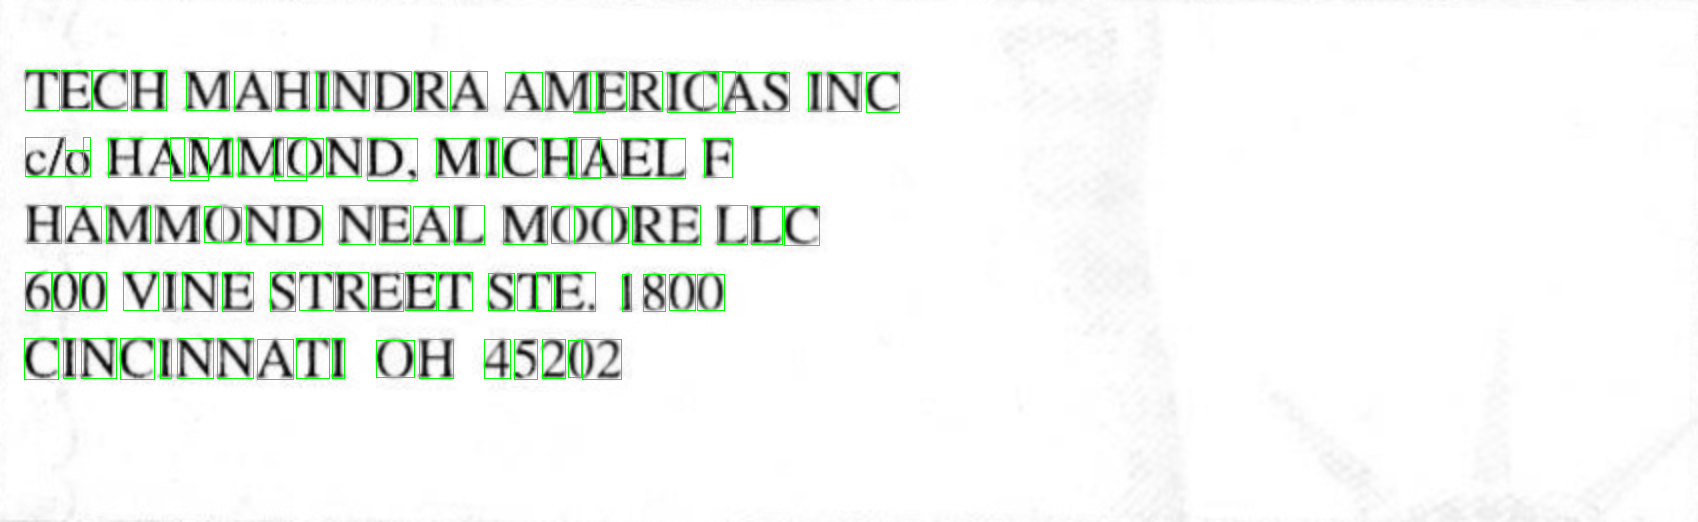 TECH MAHINDRA AMERICAS INC
c/o HAMMOND, MICHAEL F
HAMMOND NEAL MOORE LLC
600 VINE STREET STE. 1800
CINCINNATI OH 45202